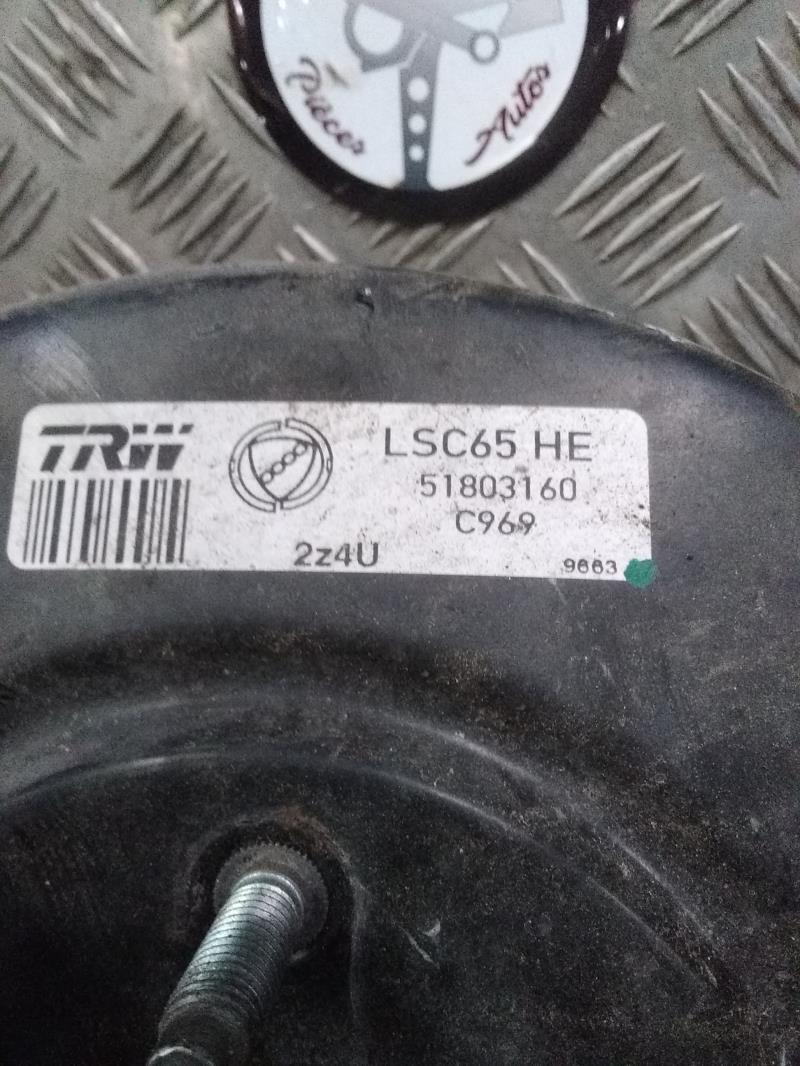 Pièces Autos
TRW
LSC65 HE
51803160
C969
2z4U
9663